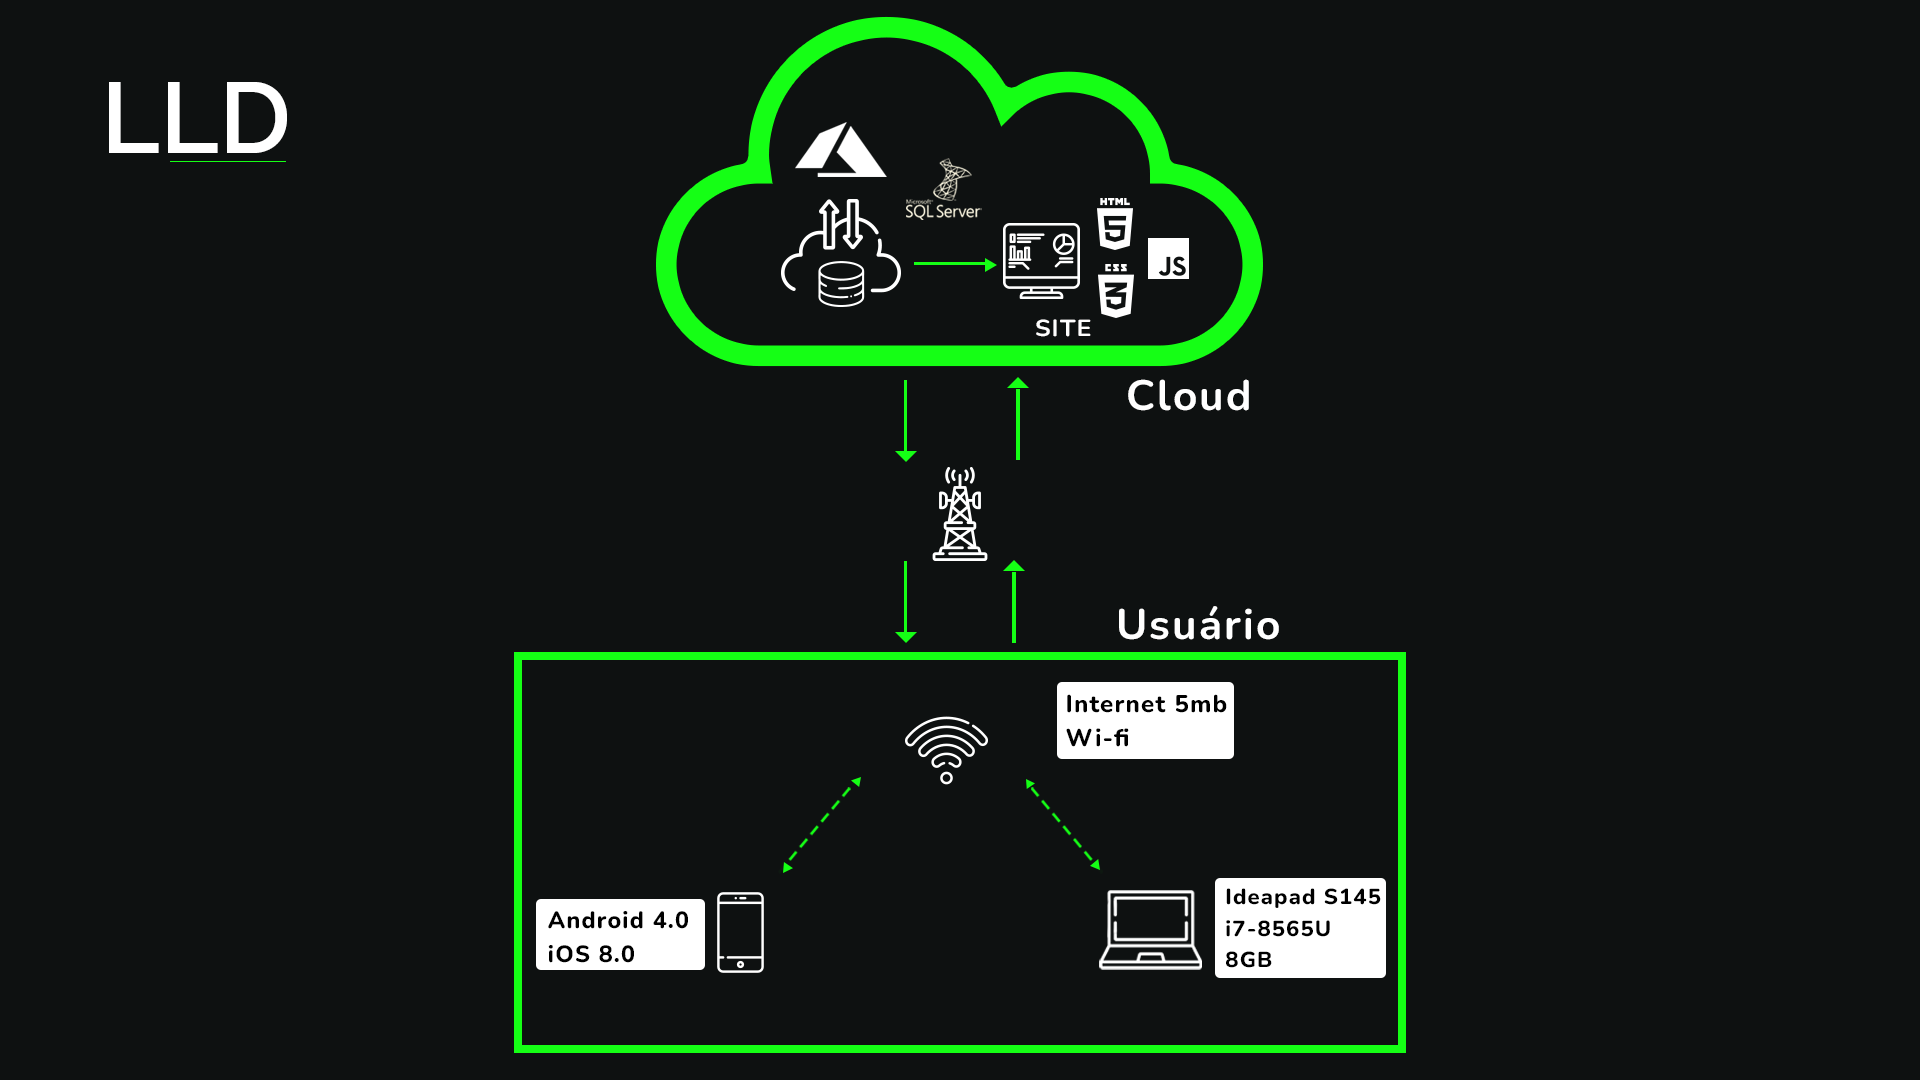 LLD
Microsoft
SQL Server
HTML
5
CSS
3
JS
SITE
Cloud
Usuário
Internet 5mb
Wi-fi
Android 4.0
iOS 8.0
Ideapad S145
i7-8565U
8GB